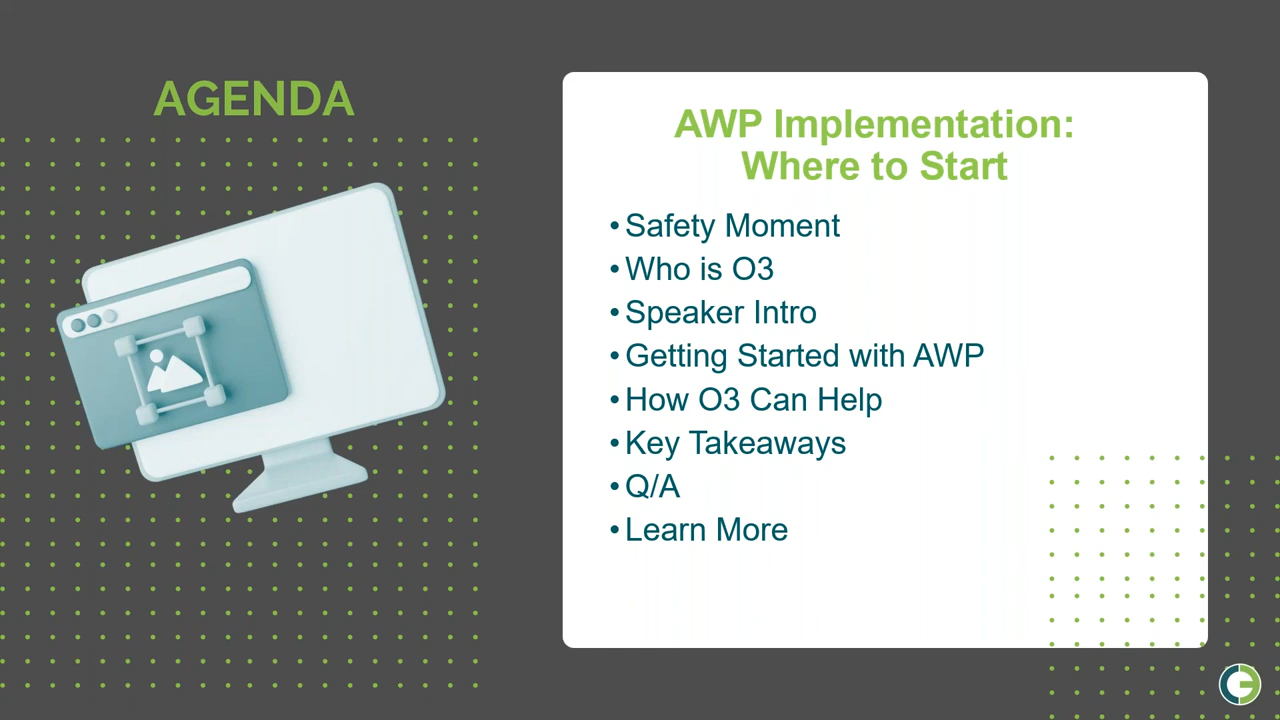 AGENDA
AWP Implementation:
Where to Start
•Safety Moment
•Who is O3
•Speaker Intro
•Getting Started with AWP
•How O3 Can Help
•Key Takeaways
•Q/A
•Learn More